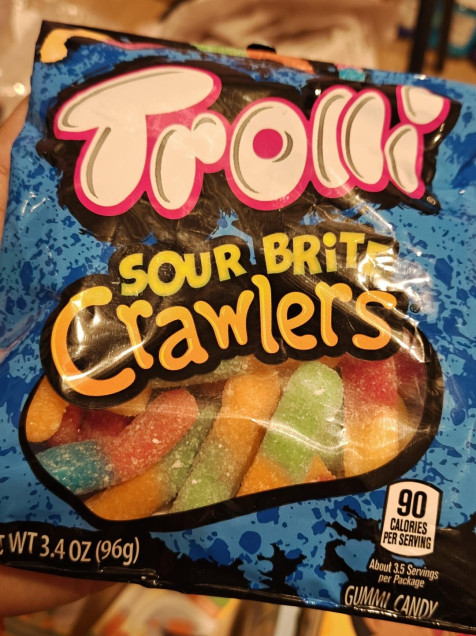 Trolli
SOUR BRITE
Crawlers
WT 3.4 OZ (96g)
90
CALORIES
PER SERVING
About 3.5 Servings
per Package
GUMMI CANDY